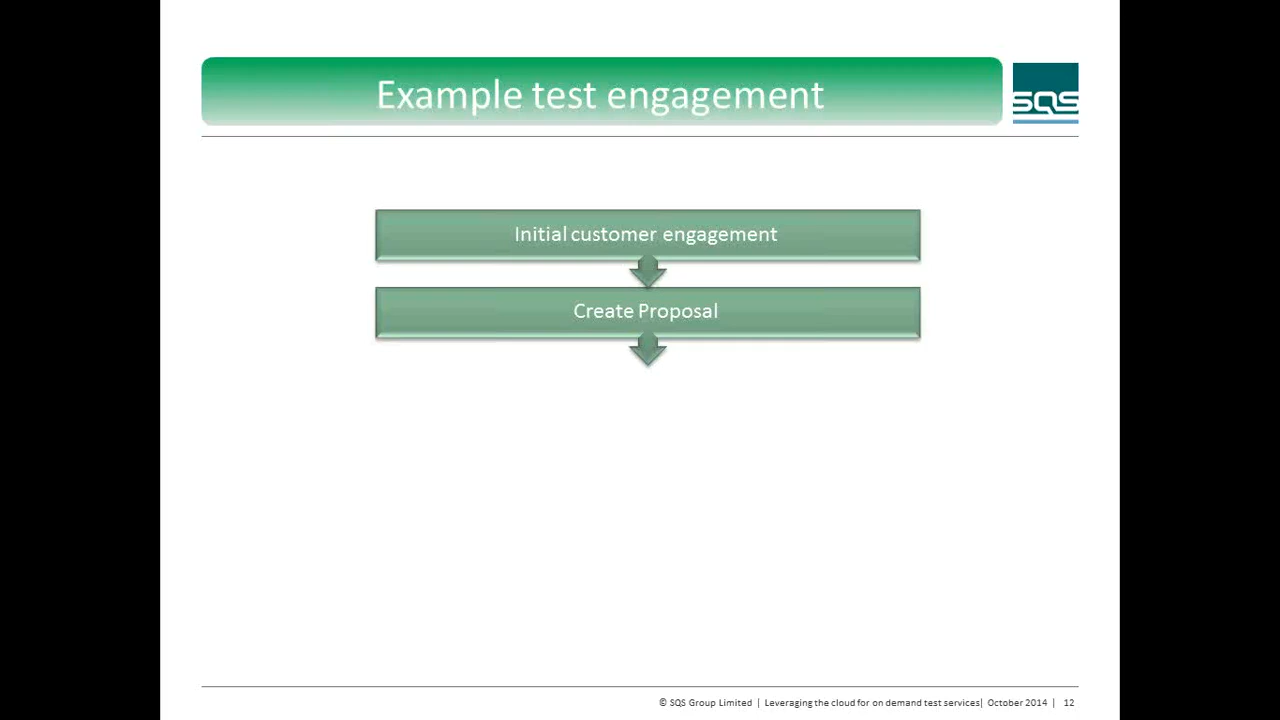 Example test engagement
SQS
Initial customer engagement
Create Proposal
© SQS Group Limited | Leveraging the cloud for on demand test services| October 2014 | 12